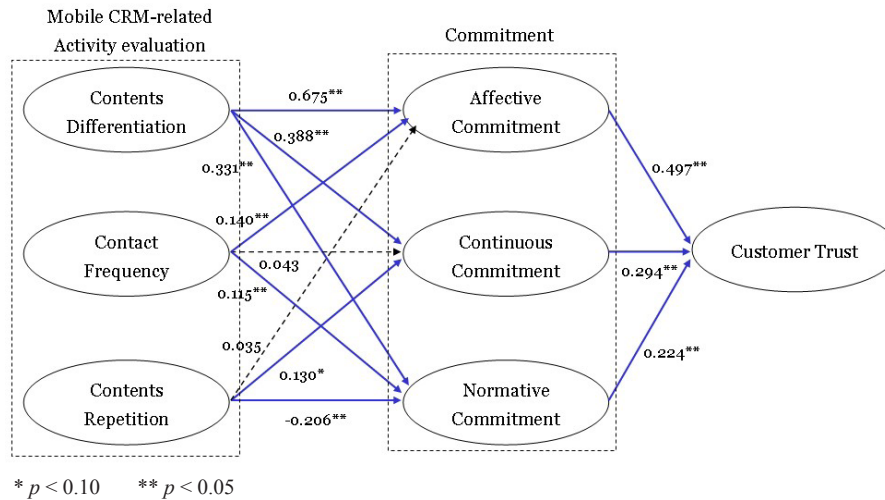 Mobile CRM-related
Activity evaluation
Commitment
Contents
Differentiation
0.675**
Affective
Commitment
0.388**
0.331**
0.497**
0.140**
Contact
Frequency
0.043
Continuous
Commitment
Customer Trust
0.294**
0.115**
0.035
0.224**
0.130*
Contents
Repetition
Normative
Commitment
-0.206**
* p < 0.10 ** p < 0.05